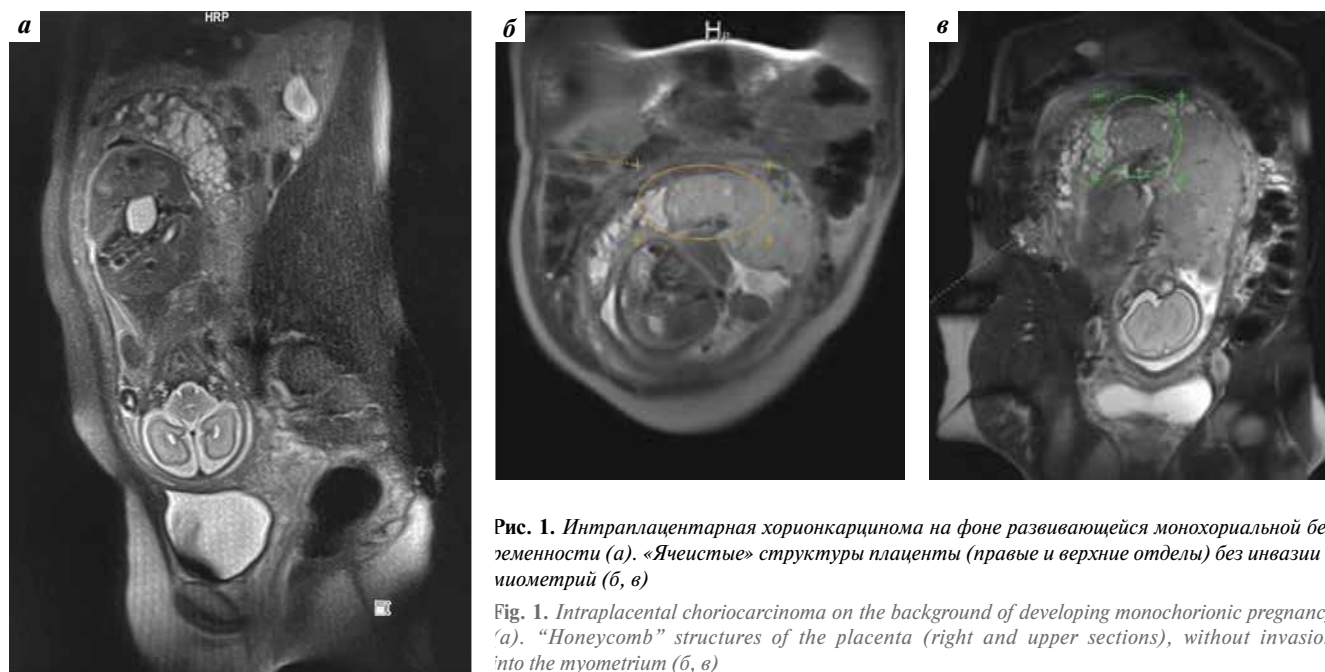 а
HRP
б
H
в
Рис. 1. Интраплацентарная хорионкарцинома на фоне развивающейся монохориальной бе-
ременности (а). «Ячеистые» структуры плаценты (правые и верхние отделы) без инвазии
миометрий (б, в)
Fig. 1. Intraplacental choriocarcinoma on the background of developing monochorionic pregnanc
(a). “Honeycomb” structures of the placenta (right and upper sections), without invasion
into the myometrium (б, в)